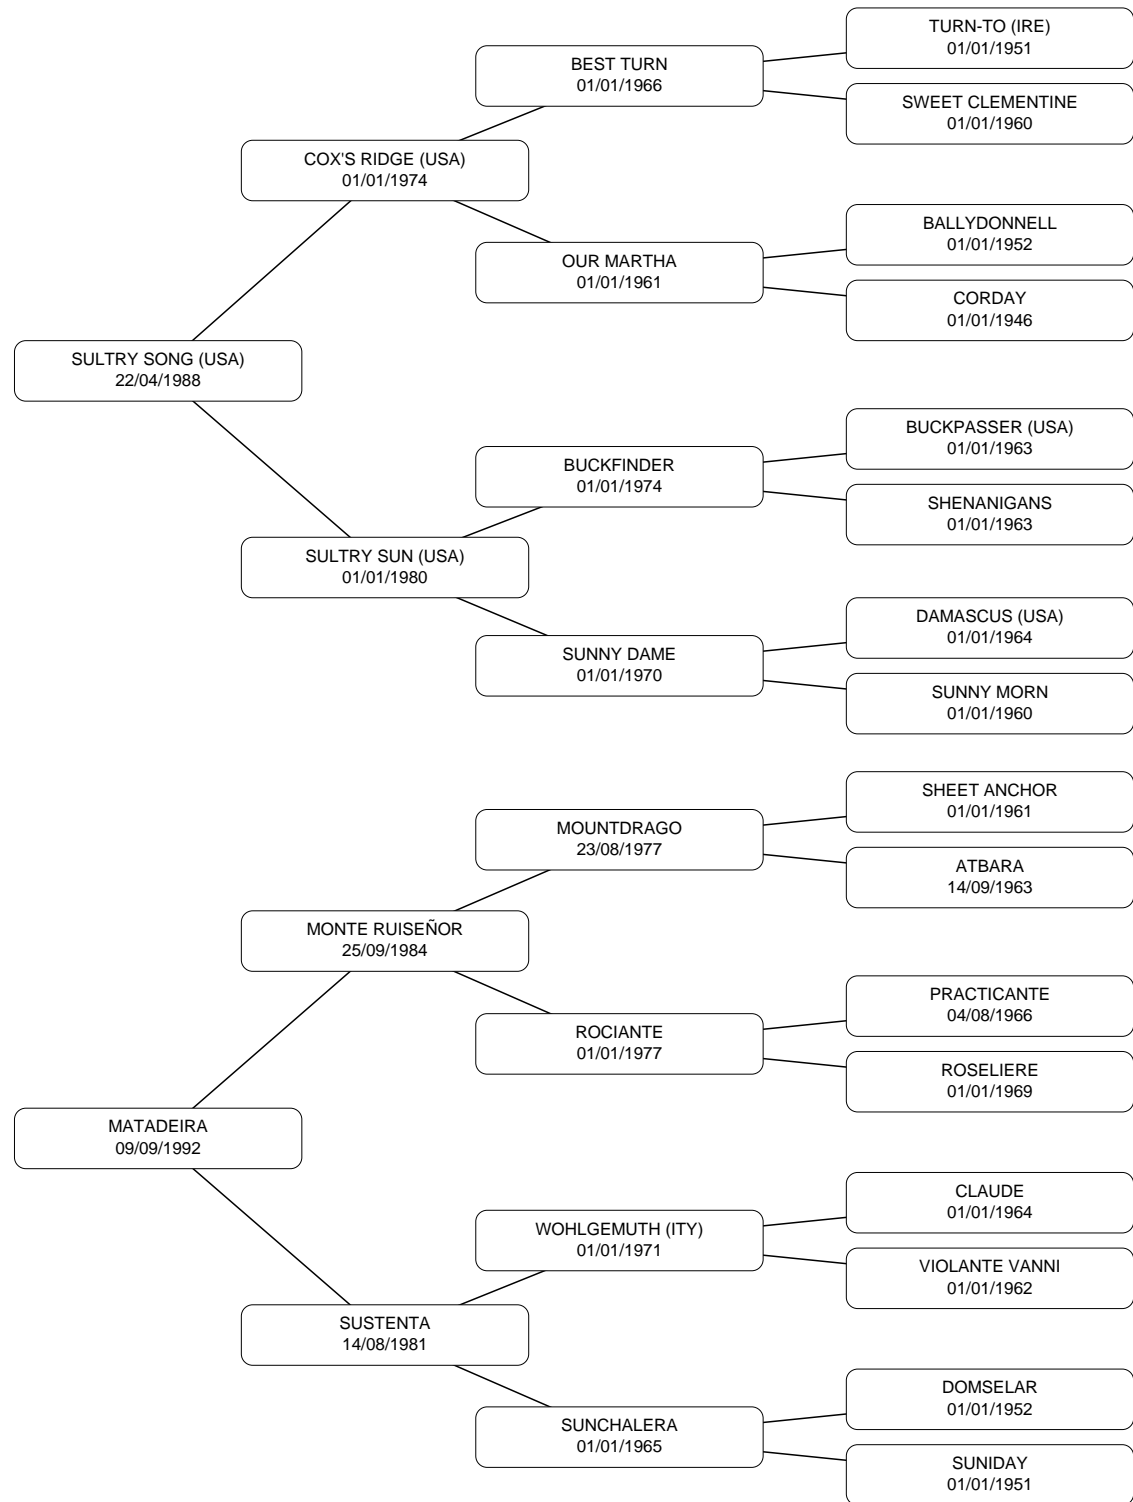 TURN-TO (IRE)
01/01/1951
BEST TURN
01/01/1966
SWEET CLEMENTINE
01/01/1960
COX'S RIDGE (USA)
01/01/1974
BALLYDONNELL
01/01/1952
OUR MARTHA
01/01/1961
CORDAY
01/01/1946
SULTRY SONG (USA)
22/04/1988
BUCKPASSER (USA)
01/01/1963
BUCKFINDER
01/01/1974
SHENANIGANS
01/01/1963
SULTRY SUN (USA)
01/01/1980
DAMASCUS (USA)
01/01/1964
SUNNY DAME
01/01/1970
SUNNY MORN
01/01/1960
SHEET ANCHOR
01/01/1961
MOUNTDRAGO
23/08/1977
ATBARA
14/09/1963
MONTE RUISEÑOR
25/09/1984
PRACTICANTE
04/08/1966
ROCIANTE
01/01/1977
ROSELIERE
01/01/1969
MATADEIRA
09/09/1992
CLAUDE
01/01/1964
WOHLGEMUTH (ITY)
01/01/1971
VIOLANTE VANNI
01/01/1962
SUSTENTA
14/08/1981
DOMSELAR
01/01/1952
SUNCHALERA
01/01/1965
SUNIDAY
01/01/1951